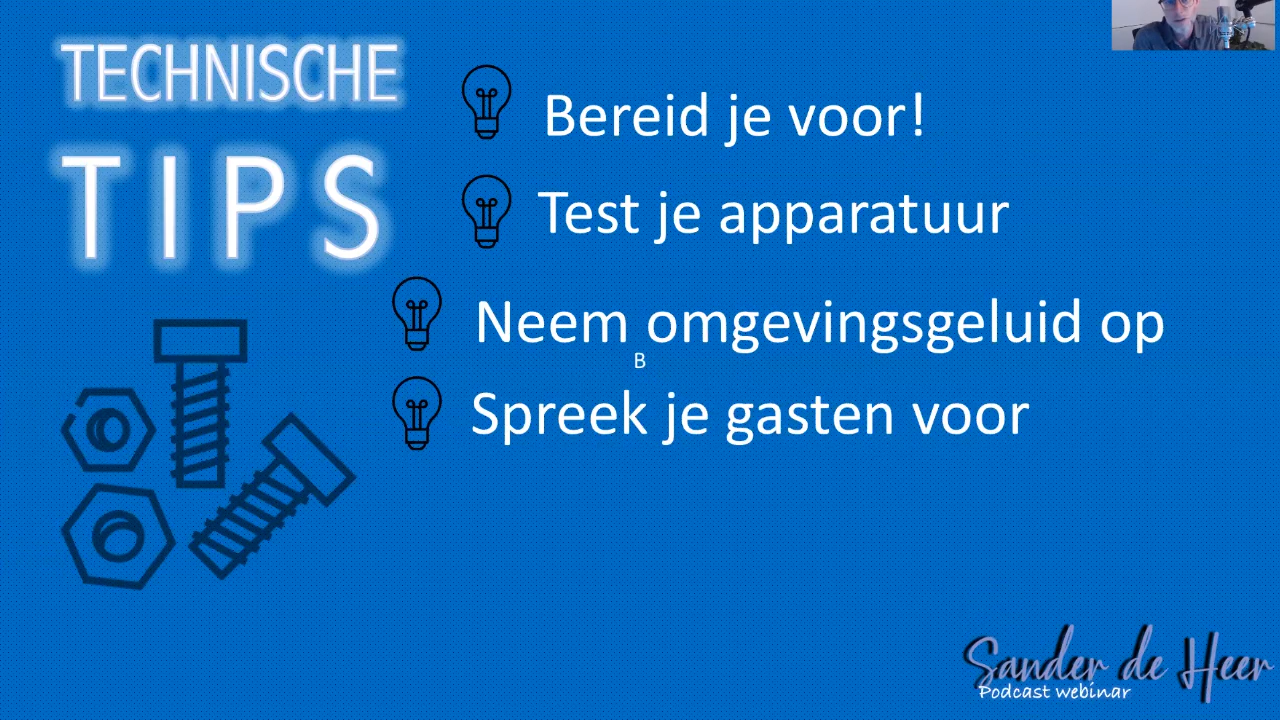 TECHNISCHE
TIPS
Bereid je voor!
Test je apparatuur
Neem omgevingsgeluid op
B
Spreek je gasten voor
Sander de Heer
Podcast webinar